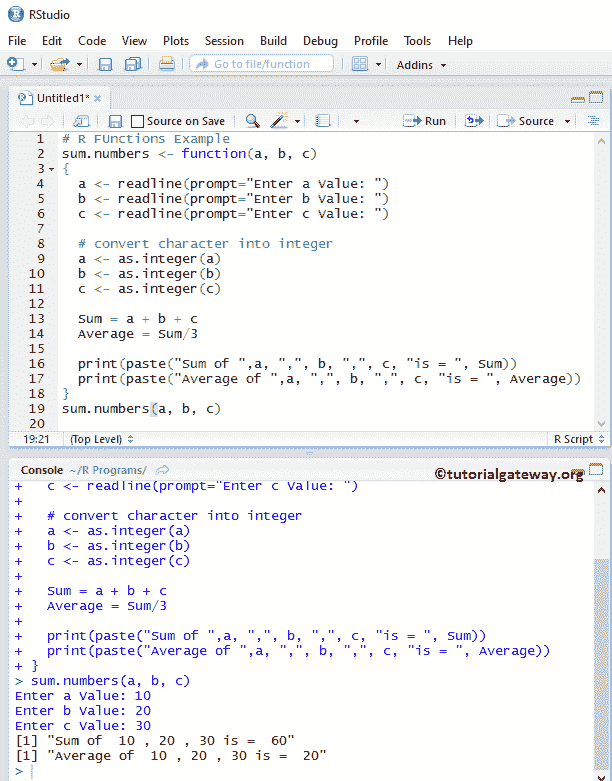 RStudio
File Edit Code View Plots Session Build Debug Profile Tools Help
Go to file/function Addins
Untitled1*
Source on Save Run Source
1 # R FUnctions Example
2 sum.numbers <- function(a, b, c)
3 {
4   a <- readline(prompt="Enter a Value: ")
5   b <- readline(prompt="Enter b Value: ")
6   c <- readline(prompt="Enter c Value: ")
7
8   # convert character into integer
9   a <- as.integer(a)
10   b <- as.integer(b)
11   c <- as.integer(c)
12
13   Sum = a + b + c
14   Average = Sum/3
15
16   print(paste("Sum of ",a, ",", b, ",", c, "is = ", Sum))
17   print(paste("Average of ",a, ",", b, ",", c, "is = ", Average))
18 }
19 sum.numbers(a, b, c)
20
19:21 (Top Level) R Script
Console ~/R Programs/ ©tutorialgateway.org
+   c <- readline(prompt="Enter c Value: ")
+
+   # convert character into integer
+   a <- as.integer(a)
+   b <- as.integer(b)
+   c <- as.integer(c)
+
+   Sum = a + b + c
+   Average = Sum/3
+
+   print(paste("Sum of ",a, ",", b, ",", c, "is = ", Sum))
+   print(paste("Average of ",a, ",", b, ",", c, "is = ", Average))
+ }
> sum.numbers(a, b, c)
Enter a Value: 10
Enter b Value: 20
Enter c Value: 30
[1] "Sum of  10 , 20 , 30 is =  60"
[1] "Average of  10 , 20 , 30 is =  20"
>